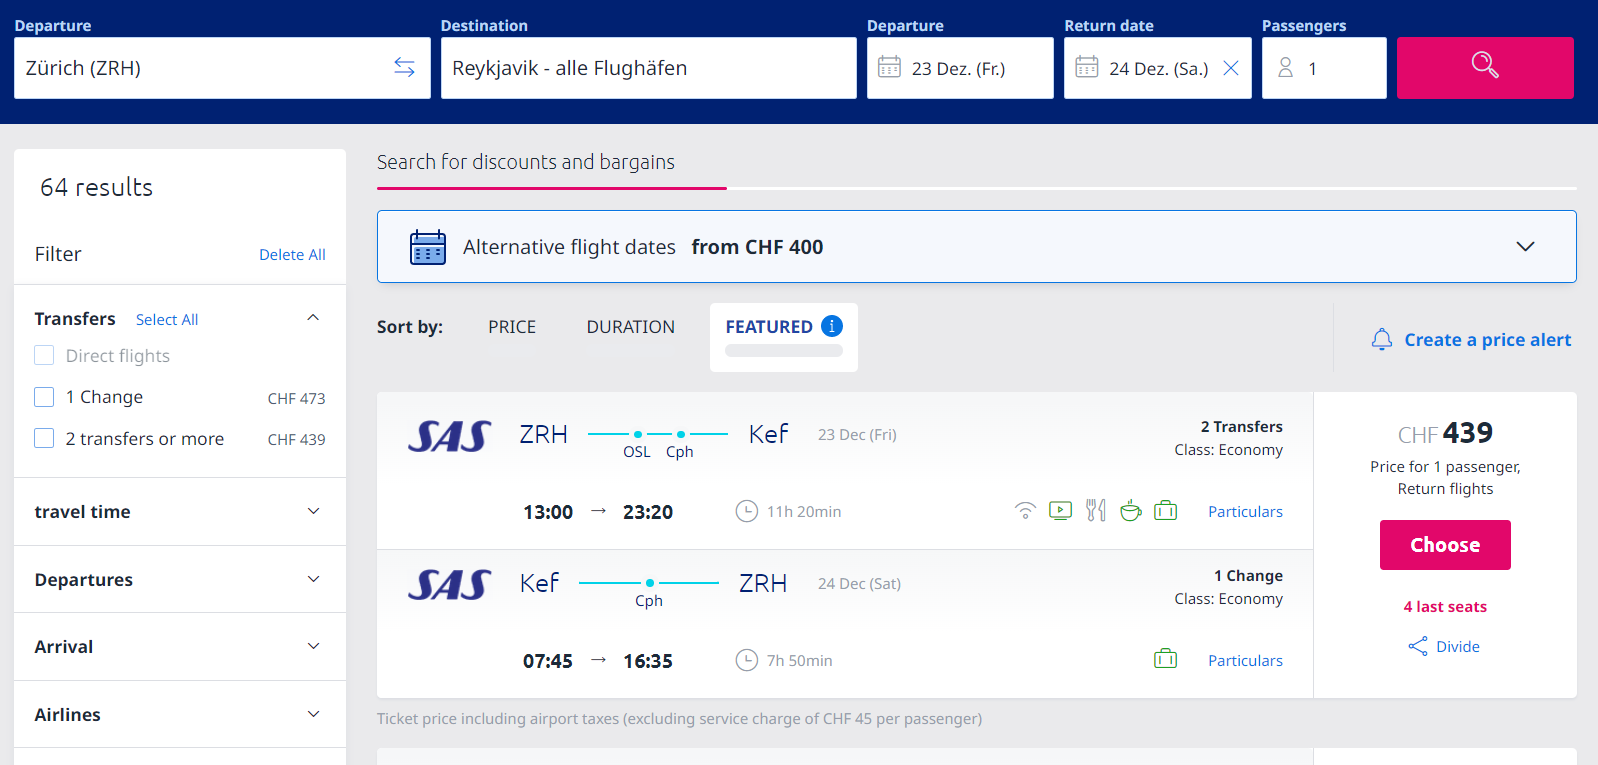 Departure
Destination
Departure
Return date
Passengers
Zürich (ZRH)
Reykjavik - alle Flughäfen
23 Dez. (Fr.)
24 Dez. (Sa.)
1
64 results
Filter
Delete All
Transfers
Select All
Direct flights
1 Change
CHF 473
2 transfers or more
CHF 439
travel time
Departures
Arrival
Airlines
Search for discounts and bargains
Alternative flight dates from CHF 400
Sort by:
PRICE
DURATION
FEATURED
i
Create a price alert
SAS
ZRH
OSL
Cph
Kef
23 Dec (Fri)
2 Transfers
Class: Economy
13:00 → 23:20
11h 20min
Particulars
SAS
Kef
Cph
ZRH
24 Dec (Sat)
1 Change
Class: Economy
07:45 → 16:35
7h 50min
Particulars
CHF 439
Price for 1 passenger,
Return flights
Choose
4 last seats
Divide
Ticket price including airport taxes (excluding service charge of CHF 45 per passenger)